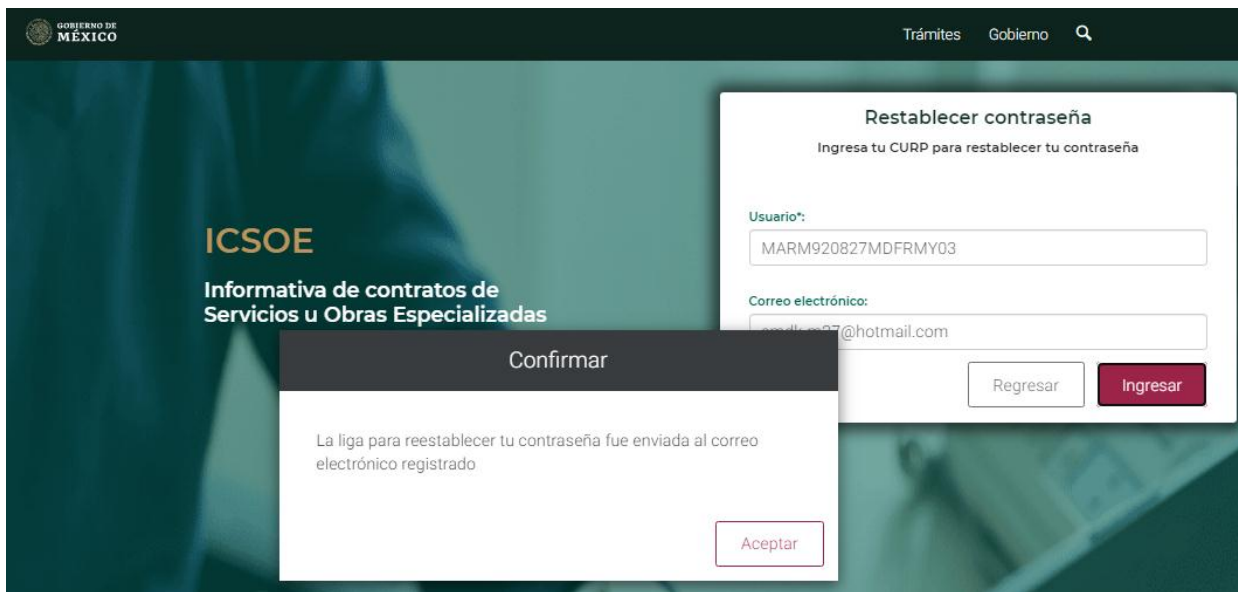 GOBIERNO DE
MÉXICO
Trámites Gobierno
Restablecer contraseña
Ingresa tu CURP para restablecer tu contraseña
Usuario*:
MARM920827MDFRMY03
Correo electrónico:
@hotmail.com
Regresar Ingresar
ICSOE
Informativa de contratos de
Servicios u Obras Especializadas
Confirmar
La liga para reestablecer tu contraseña fue enviada al correo
electrónico registrado
Aceptar